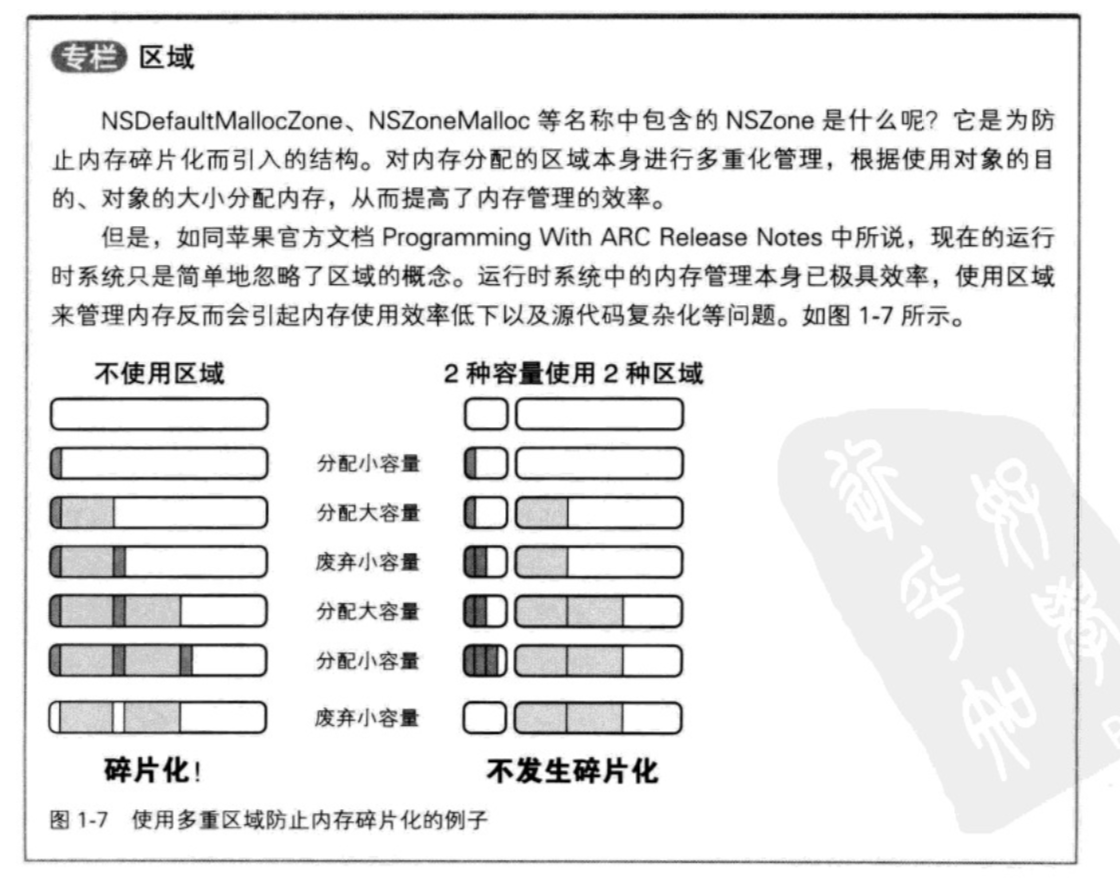 专栏 区域
NSDefaultMallocZone、NSZoneMalloc 等名称中包含的 NSZone 是什么呢？它是为防
止内存碎片化而引入的结构。对内存分配的区域本身进行多重化管理，根据使用对象的目
的、对象的大小分配内存，从而提高了内存管理的效率。
但是，如同苹果官方文档 Programming With ARC Release Notes 中所说，现在的运行
时系统只是简单地忽略了区域的概念。运行时系统中的内存管理本身已极具效率，使用区域
来管理内存反而会引起内存使用效率低下以及源代码复杂化等问题。如图 1-7 所示。
不使用区域 2 种容量使用 2 种区域
分配小容量
分配大容量
废弃小容量
分配大容量
分配小容量
废弃小容量
碎片化！ 不发生碎片化
图 1-7 使用多重区域防止内存碎片化的例子